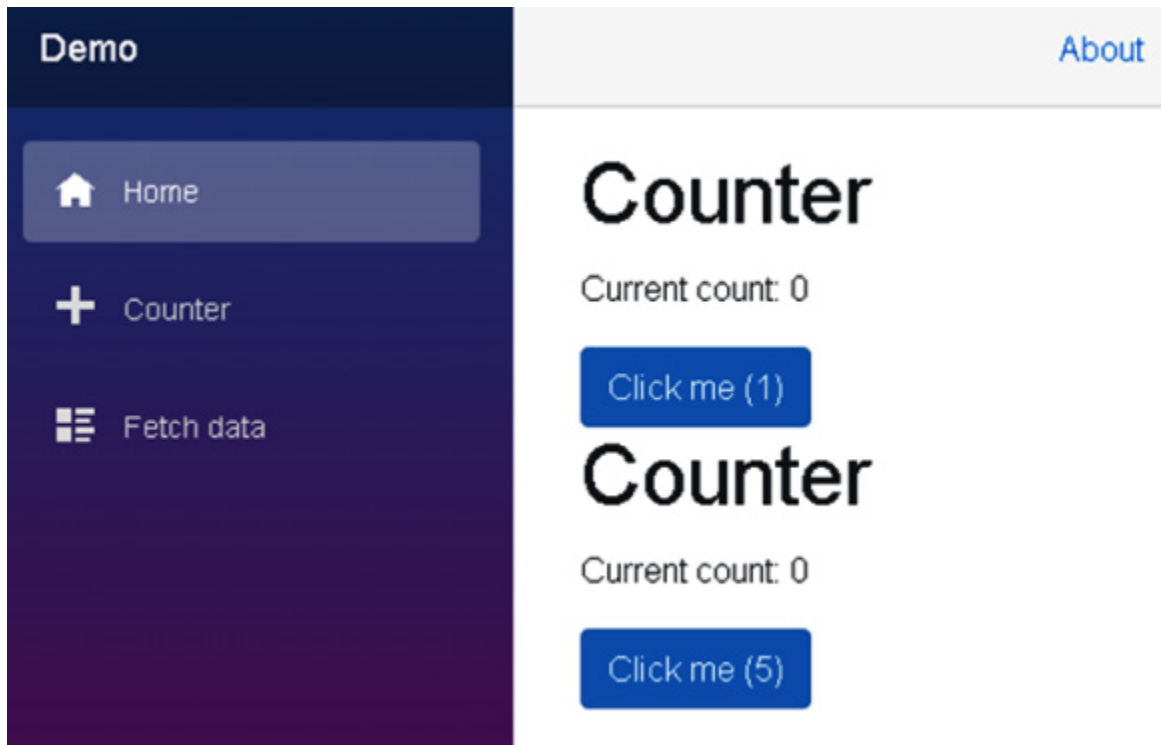 Demo
About
Home
Counter
Fetch data
Counter
Current count: 0
Click me (1)
Counter
Current count: 0
Click me (5)